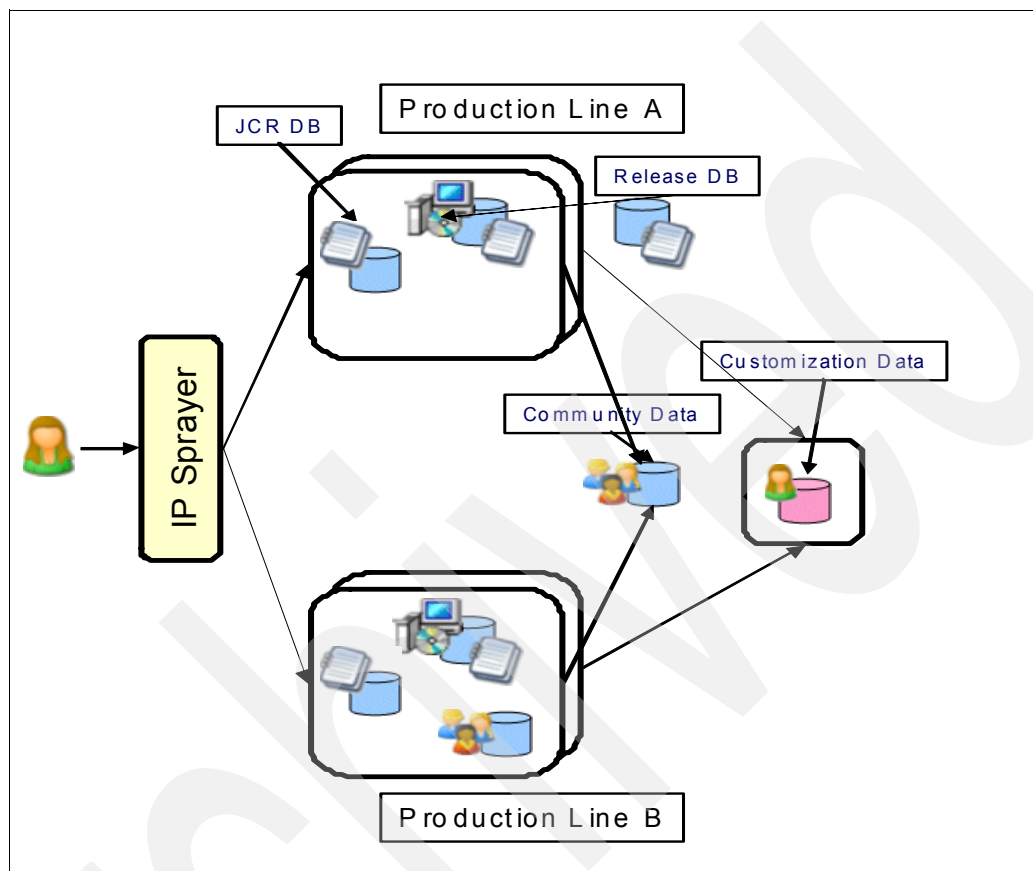 Production Line A
JCR DB
Release DB
Customization Data
Community Data
IP Sprayer
Production Line B